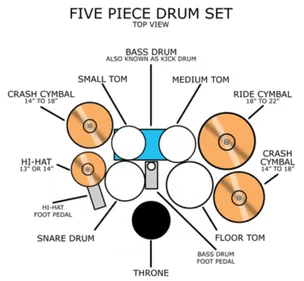 FIVE PIECE DRUM SET
TOP VIEW
BASS DRUM
ALSO KNOWN AS KICK DRUM
SMALL TOM
MEDIUM TOM
CRASH CYMBAL
14" TO 18"
RIDE CYMBAL
18" TO 22"
HI-HAT
13" OR 14"
CRASH
CYMBAL
14" TO 18"
HI-HAT
FOOT PEDAL
SNARE DRUM
FLOOR TOM
BASS DRUM
FOOT PEDAL
THRONE